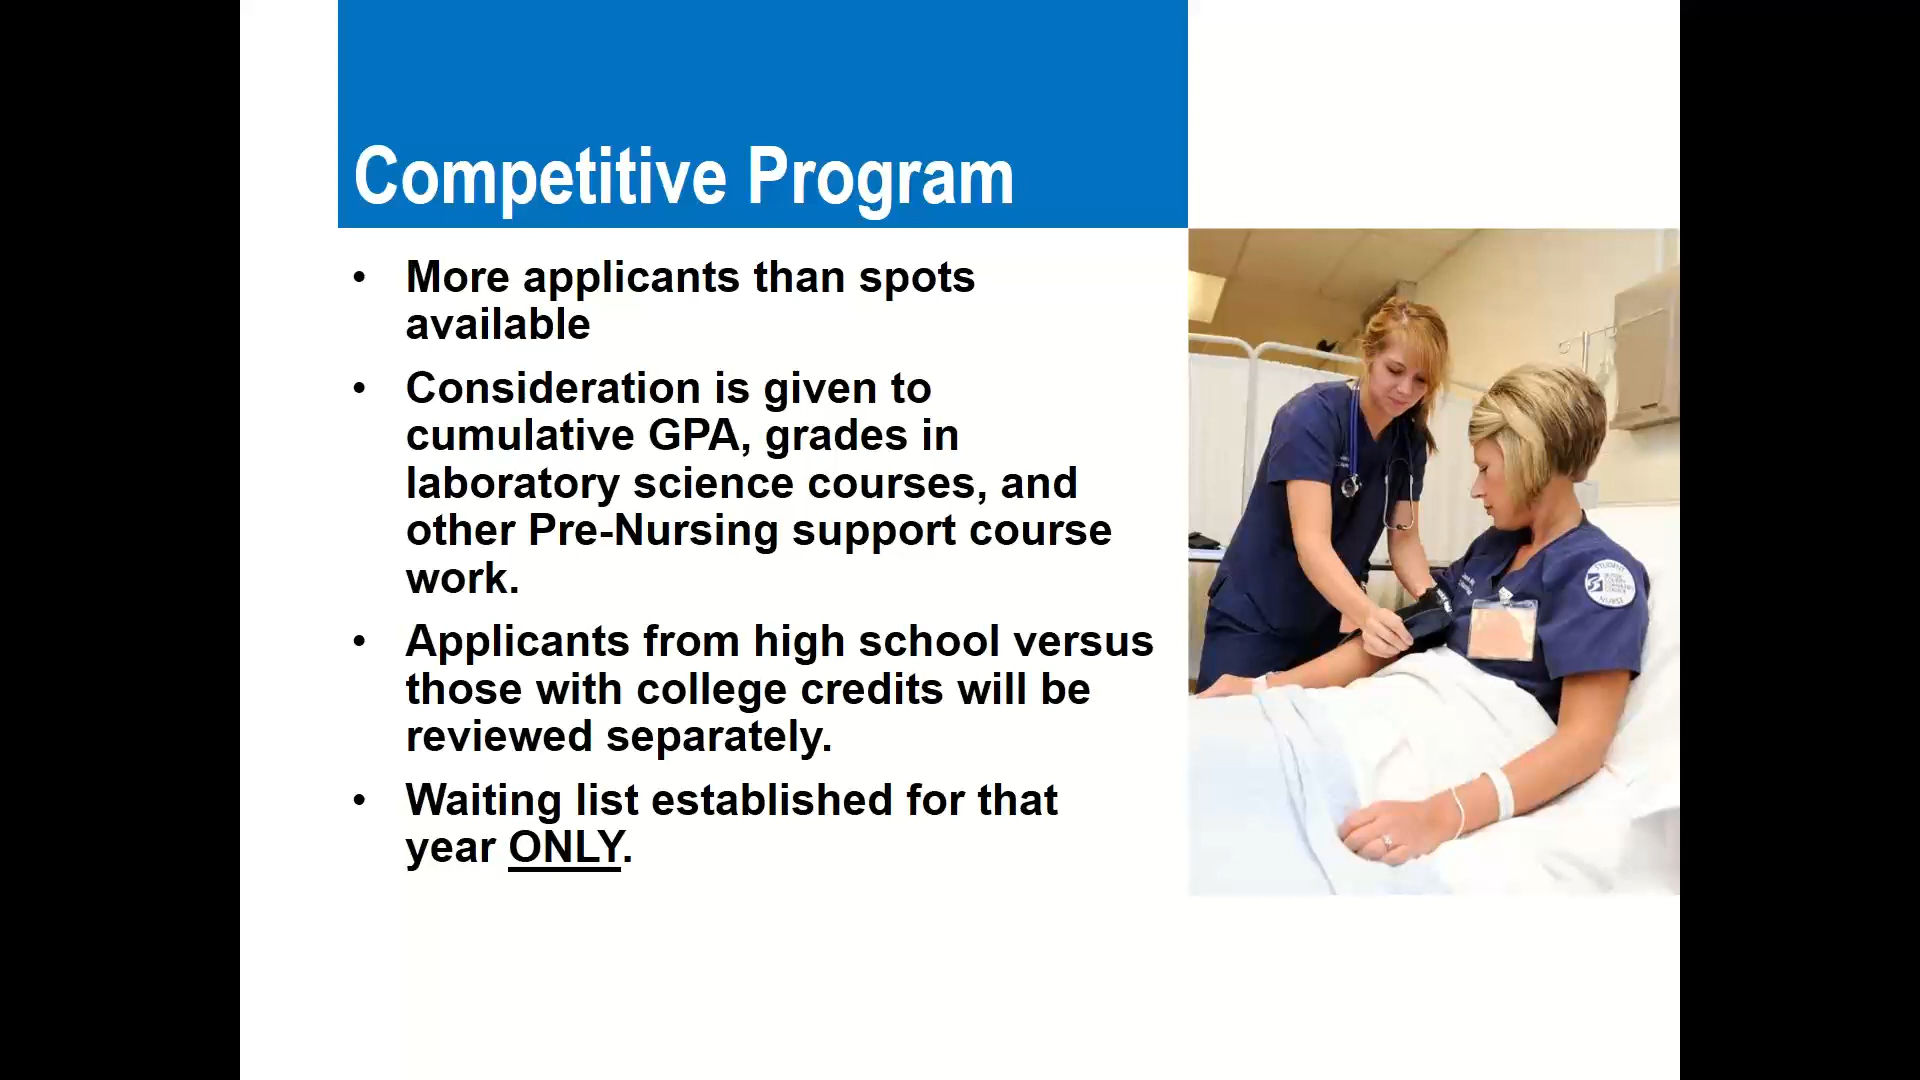 Competitive Program
• More applicants than spots
available
• Consideration is given to
cumulative GPA, grades in
laboratory science courses, and
other Pre-Nursing support course
work.
• Applicants from high school versus
those with college credits will be
reviewed separately.
• Waiting list established for that
year ONLY.
STUDENT
NURSE